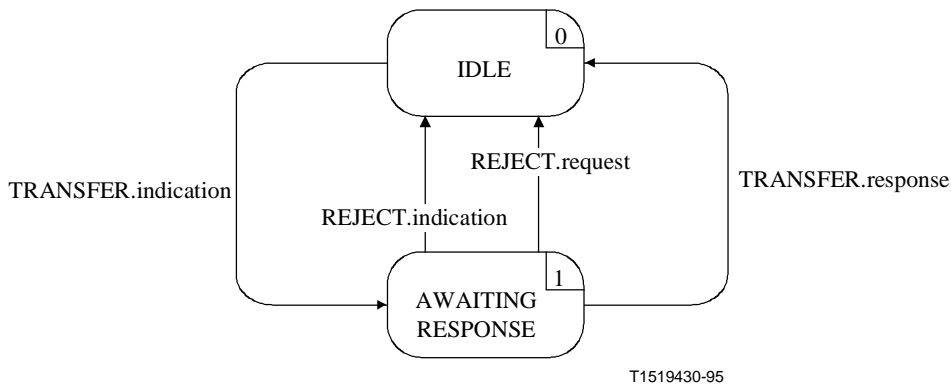 0
IDLE
REJECT.request
TRANSFER.indication
TRANSFER.response
REJECT.indication
1
AWAITING
RESPONSE
T1519430-95